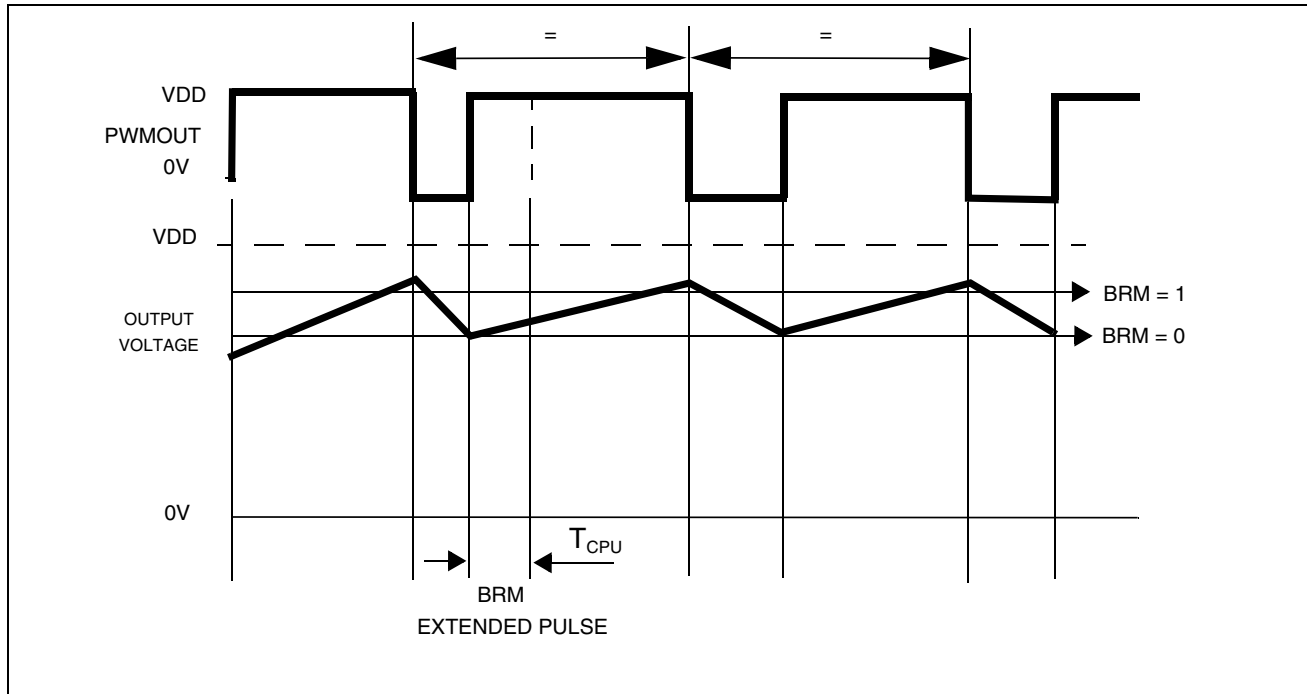 = =
VDD
PWMOUT
0V
VDD
BRM = 1
OUTPUT
VOLTAGE
BRM = 0
0V
TCPU
BRM
EXTENDED PULSE